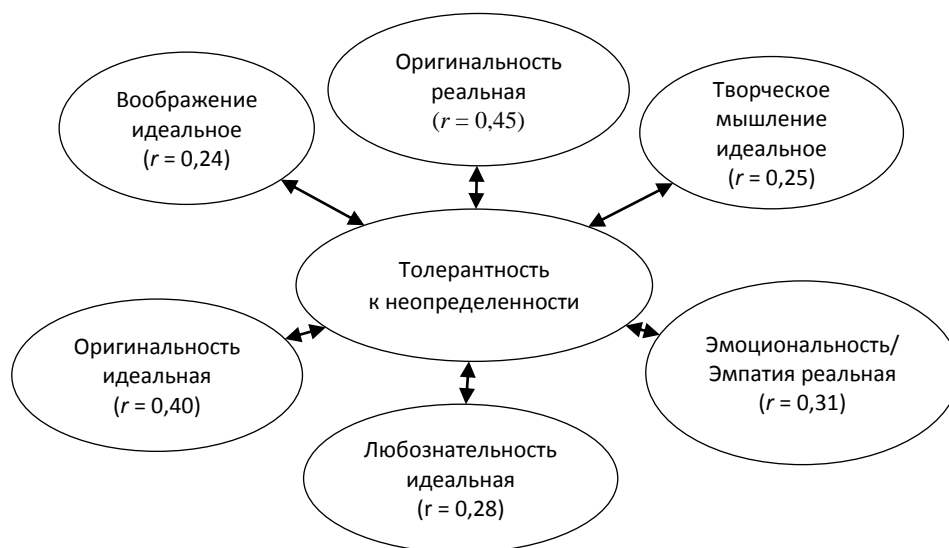 Оригинальность
реальная
(r = 0,45)
Воображение
идеальное
(r = 0,24)
Творческое
мышление
идеальное
(r = 0,25)
Толерантность
к неопределенности
Оригинальность
идеальная
(r = 0,40)
Эмоциональность/
Эмпатия реальная
(r = 0,31)
Любознательность
идеальная
(r = 0,28)